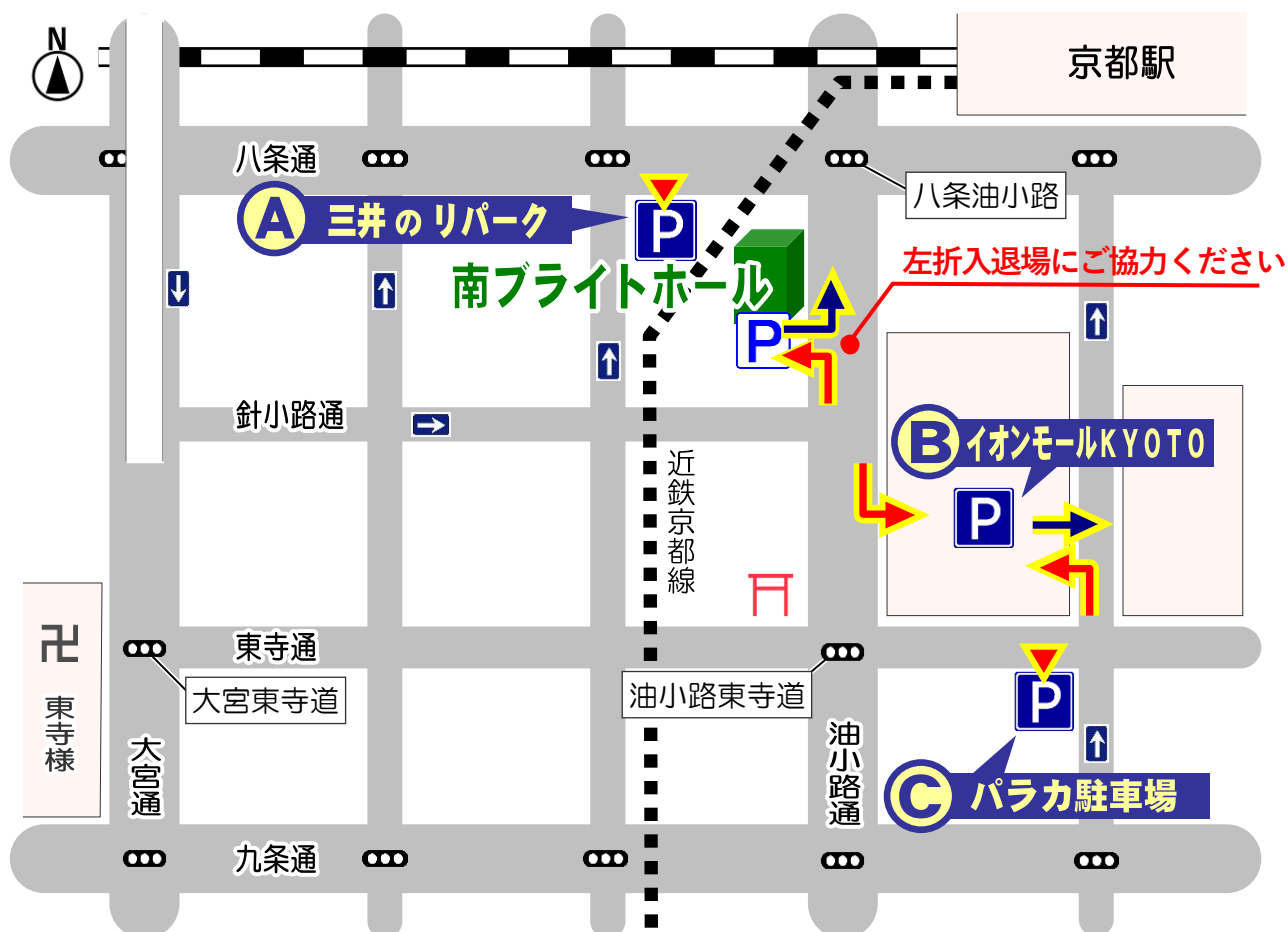 N
京都駅
八条通
八条油小路
A 三井のリパーク
P
左折入退場にご協力ください
南ブライトホール
P
針小路通
B イオンモールKYOTO
近鉄京都線
P
卍
東寺様
東寺通
大宮東寺道
油小路東寺道
P
大宮通
油小路通
C パラカ駐車場
九条通